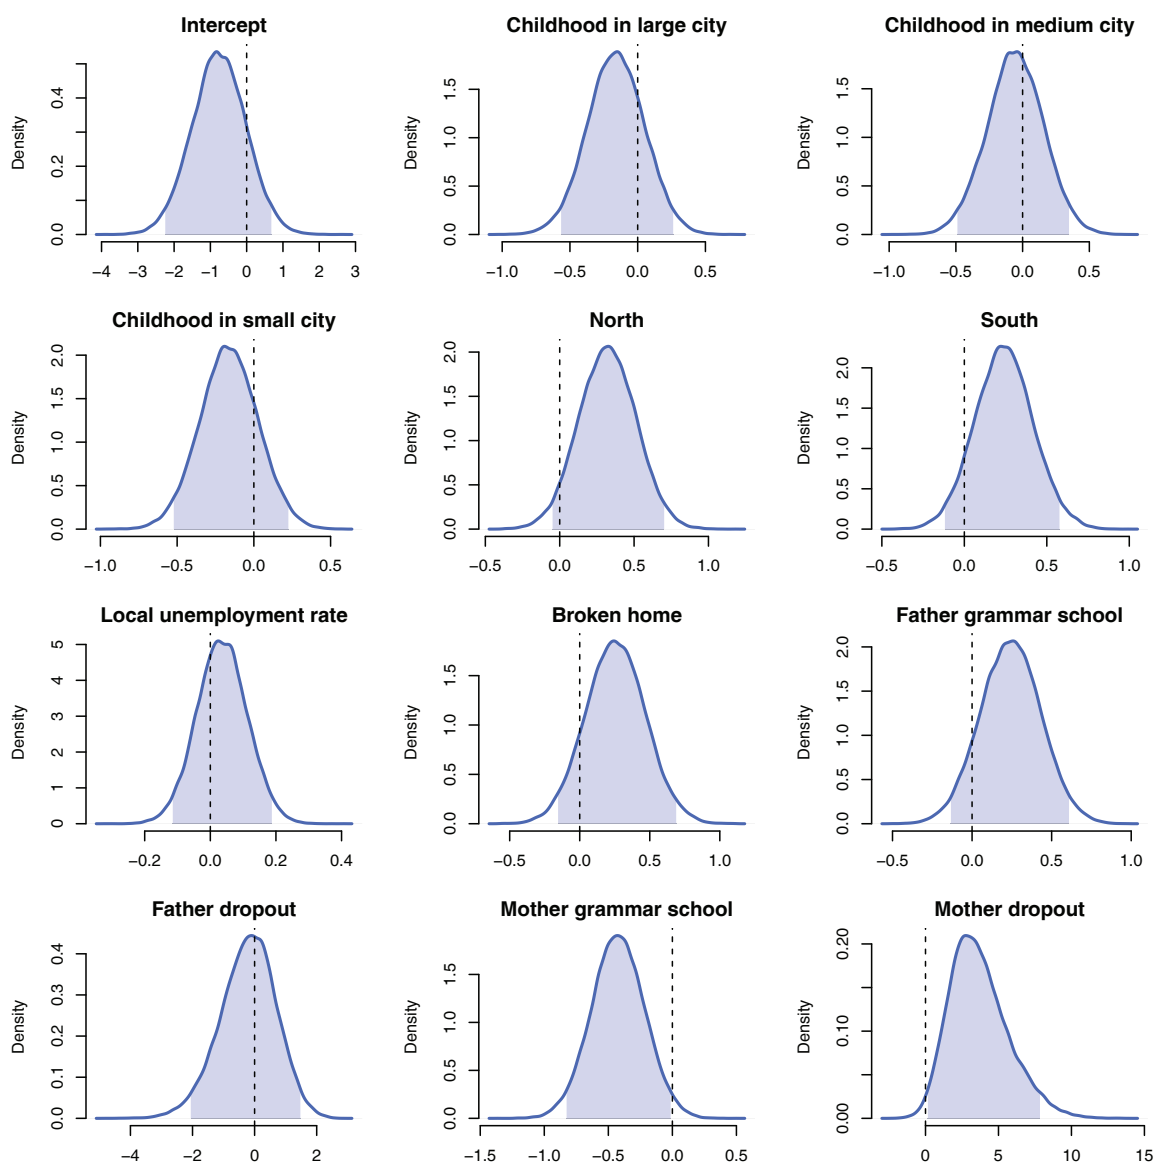 Intercept
Density
0.0 0.2 0.4
−4 −3 −2 −1 0 1 2 3
Childhood in large city
Density
0.0 0.5 1.0 1.5
−1.0 −0.5 0.0 0.5
Childhood in medium city
Density
0.0 0.5 1.0 1.5
−1.0 −0.5 0.0 0.5
Childhood in small city
Density
0.0 0.5 1.0 1.5 2.0
−1.0 −0.5 0.0 0.5
North
Density
0.0 0.5 1.0 1.5 2.0
−0.5 0.0 0.5 1.0
South
Density
0.0 0.5 1.0 1.5 2.0
−0.5 0.0 0.5 1.0
Local unemployment rate
Density
0 1 2 3 4 5
−0.2 0.0 0.2 0.4
Broken home
Density
0.0 0.5 1.0 1.5
−0.5 0.0 0.5 1.0
Father grammar school
Density
0.0 0.5 1.0 1.5 2.0
−0.5 0.0 0.5 1.0
Father dropout
Density
0.0 0.1 0.2 0.3 0.4
−4 −2 0 2
Mother grammar school
Density
0.0 0.5 1.0 1.5
−1.5 −1.0 −0.5 0.0 0.5
Mother dropout
Density
0.00 0.10 0.20
0 5 10 15